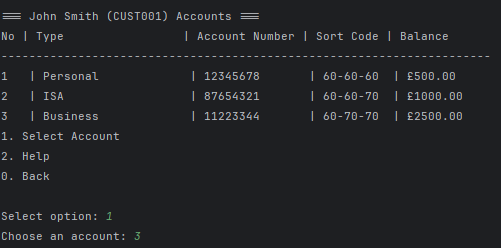 === John Smith (CUST001) Accounts ===
No | Type                 | Account Number | Sort Code | Balance
----------------------------------------------------------------------
1   | Personal              | 12345678       | 60-60-60  | £500.00
2   | ISA                   | 87654321       | 60-60-70  | £1000.00
3   | Business              | 11223344       | 60-70-70  | £2500.00
1. Select Account
2. Help
0. Back
Select option: 1
Choose an account: 3